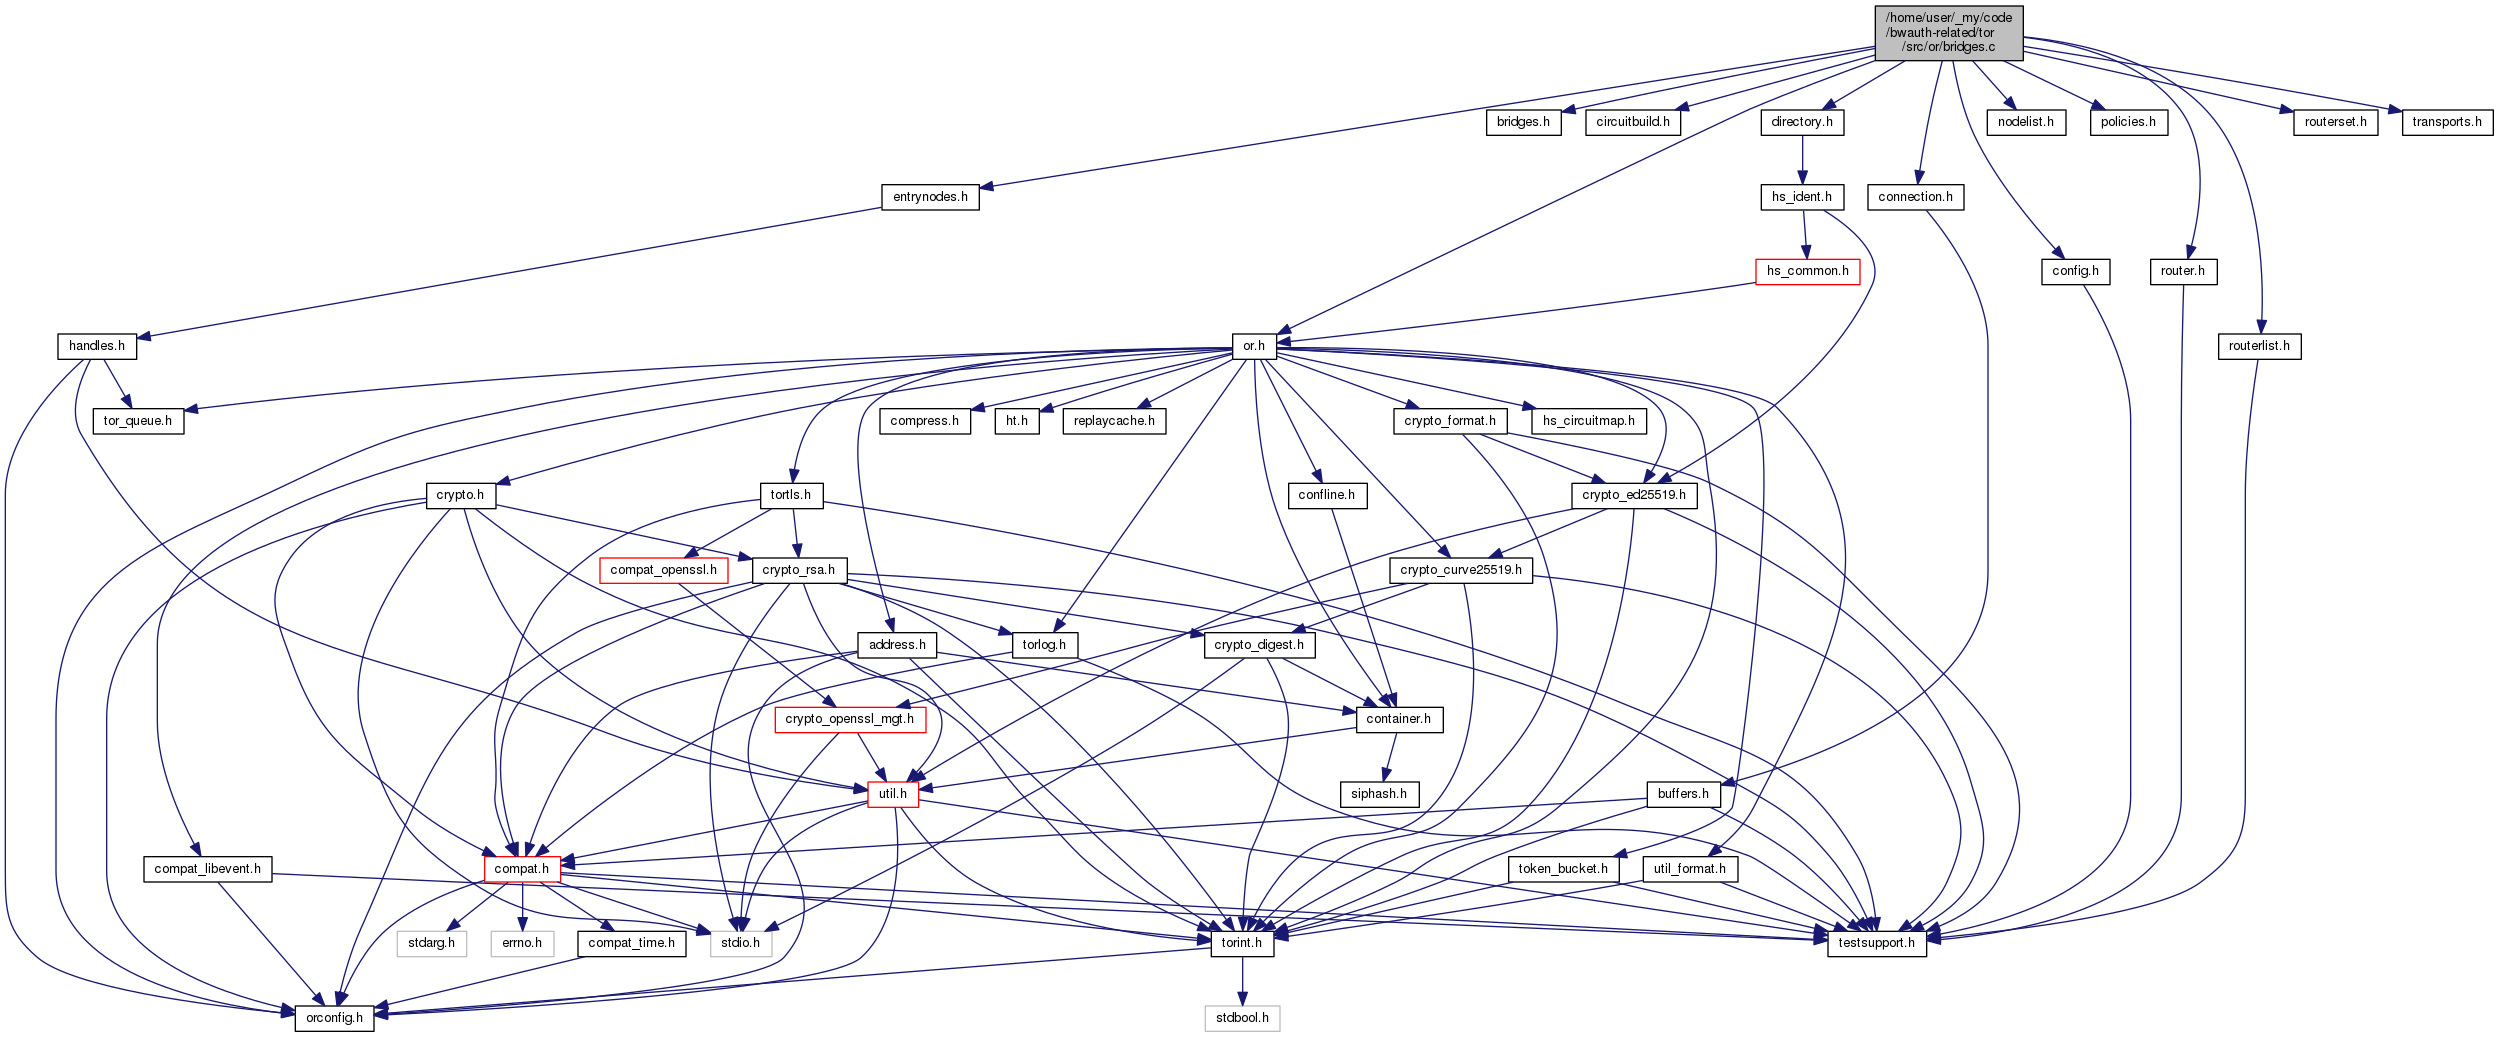 /home/user/_my/code
/bwauth-related/tor
/src/or/bridges.c
bridges.h
circuitbuild.h
directory.h
nodelist.h
policies.h
routerset.h
transports.h
entrynodes.h
hs_ident.h
connection.h
hs_common.h
config.h
router.h
handles.h
or.h
routerlist.h
tor_queue.h
compress.h
ht.h
replaycache.h
crypto_format.h
hs_circuitmap.h
crypto.h
tortls.h
confline.h
crypto_ed25519.h
compat_openssl.h
crypto_rsa.h
crypto_curve25519.h
address.h
torlog.h
crypto_digest.h
crypto_openssl_mgt.h
container.h
util.h
siphash.h
buffers.h
compat_libevent.h
compat.h
token_bucket.h
util_format.h
stdarg.h
errno.h
compat_time.h
stdio.h
torint.h
testsupport.h
orconfig.h
stdbool.h